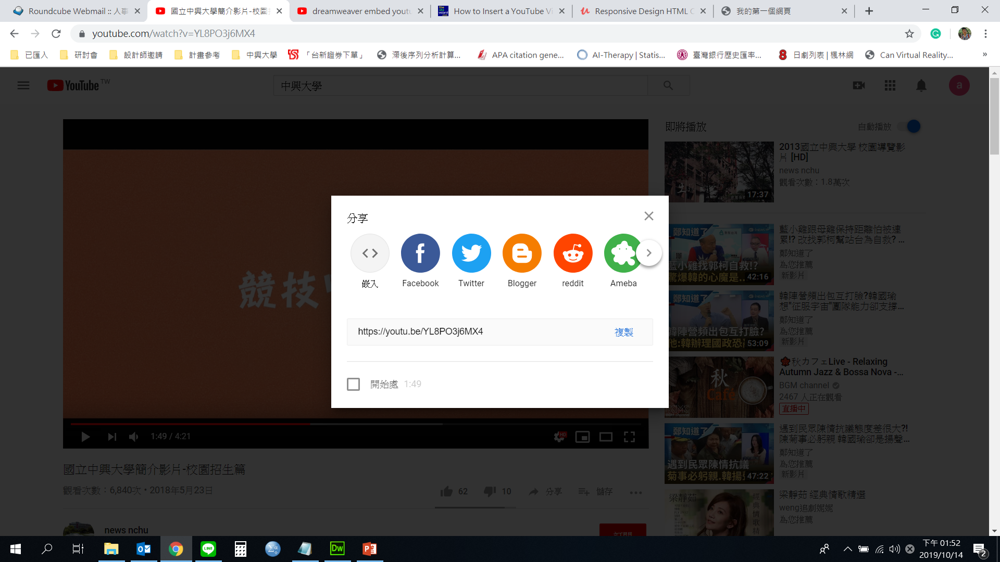 Roundcube Webmail :: 人事
國立中興大學簡介影片-校園
dreamweaver embed youtu
How to Insert a YouTube Vi
Responsive Design HTML C
我的第一個網頁
youtube.com/watch?v=YL8PO3j6MX4
已匯入
研討會
設計師邀請
計畫參考
中興大學
「台新證券下單」
滯後序列分析計算...
APA citation gene...
AI-Therapy | Statis...
臺灣銀行歷史匯率...
日劇列表 | 楓林網
Can Virtual Reality...
»
YouTube TW
中興大學
a
即將播放
自動播放
2013國立中興大學 校園導覽影
片 [HD]
news nchu
觀看次數：1.8萬次
17:37
分享
嵌入
Facebook
Twitter
Blogger
reddit
Ameba
https://youtu.be/YL8PO3j6MX4
複製
開始處 1:49
競技
鄭知道了
藍小雞找郭柯自救!?
驚爆韓的心魔是..
42:16
藍小雞跟母雞保持距離怕被連
累!? 改找郭柯幫站台為自救? ...
鄭知道了
為您推薦
新影片
鄭知道了
韓陣營頻出包互打臉?
他:韓辦理國政恐
53:09
韓陣營頻出包互打臉?韓國瑜
想"征服宇宙"團隊能力卻支撐...
鄭知道了
為您推薦
新影片
秋
Café
BGMC
BGM channel
秋カフェLive - Relaxing
Autumn Jazz & Bossa Nova -...
BGM channel
2467 人正在觀看
直播中
鄭知道了
遇到民眾陳情抗議
菊事必躬親.韓揚
47:22
遇到民眾陳情抗議態度差很大?!
陳菊事必躬親 韓國瑜卻是揚聲...
鄭知道了
為您推薦
新影片
梁靜茹
經典情歌
梁靜茹 經典情歌精選
weng追劇妮妮
為您推薦
1:49 / 4:21
HD
國立中興大學簡介影片-校園招生篇
觀看次數：6,840次 • 2018年5月23日
62
10
分享
儲存
news nchu
訂閱
LINE
Dw
下午 01:52
2019/10/14
2